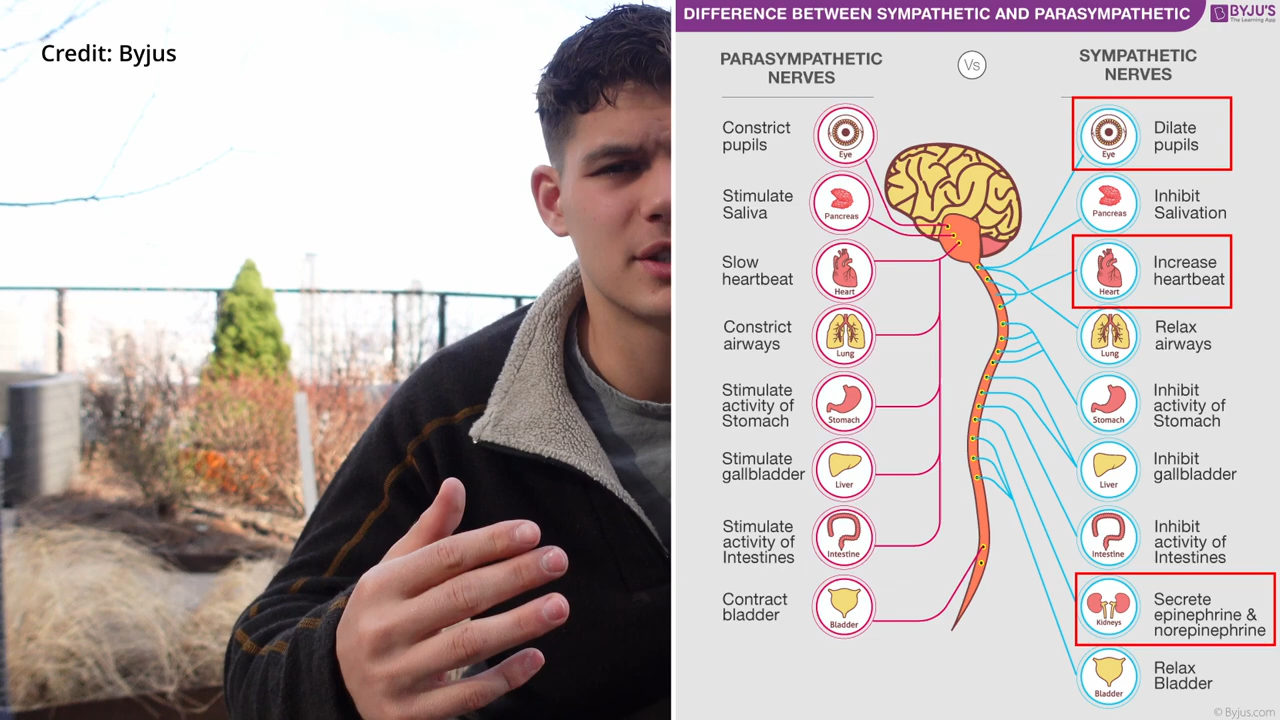 Credit: Byjus
DIFFERENCE BETWEEN SYMPATHETIC AND PARASYMPATHETIC
BYJU'S
The Learning App
PARASYMPATHETIC
NERVES
Vs
SYMPATHETIC
NERVES
Constrict
pupils
Eye
Eye
Dilate
pupils
Stimulate
Saliva
Pancreas
Pancreas
Inhibit
Salivation
Slow
heartbeat
Heart
Heart
Increase
heartbeat
Constrict
airways
Lung
Lung
Relax
airways
Stimulate
activity of
Stomach
Stomach
Stomach
Inhibit
activity of
Stomach
Stimulate
gallbladder
Liver
Liver
Inhibit
gallbladder
Stimulate
activity of
Intestines
Intestine
Intestine
Inhibit
activity of
Intestines
Contract
bladder
Bladder
Kidneys
Secrete
epinephrine &
norepinephrine
Bladder
Relax
Bladder
© Byjus.com